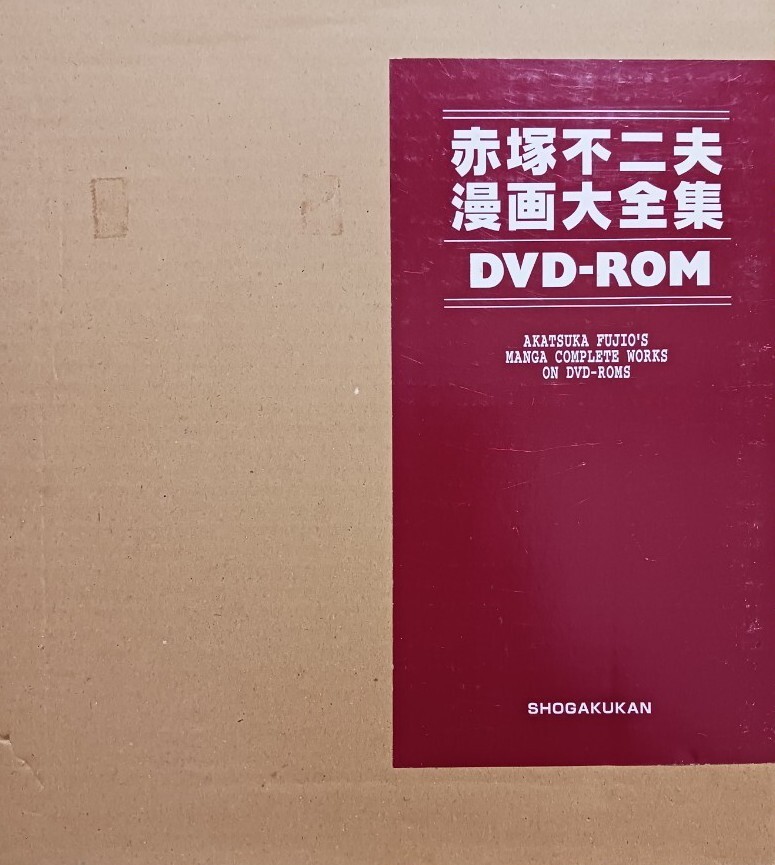 赤塚不二夫
漫画大全集
DVD-ROM
AKATSUKA FUJIO'S
MANGA COMPLETE WORKS
ON DVD-ROMS
SHOGAKUKAN